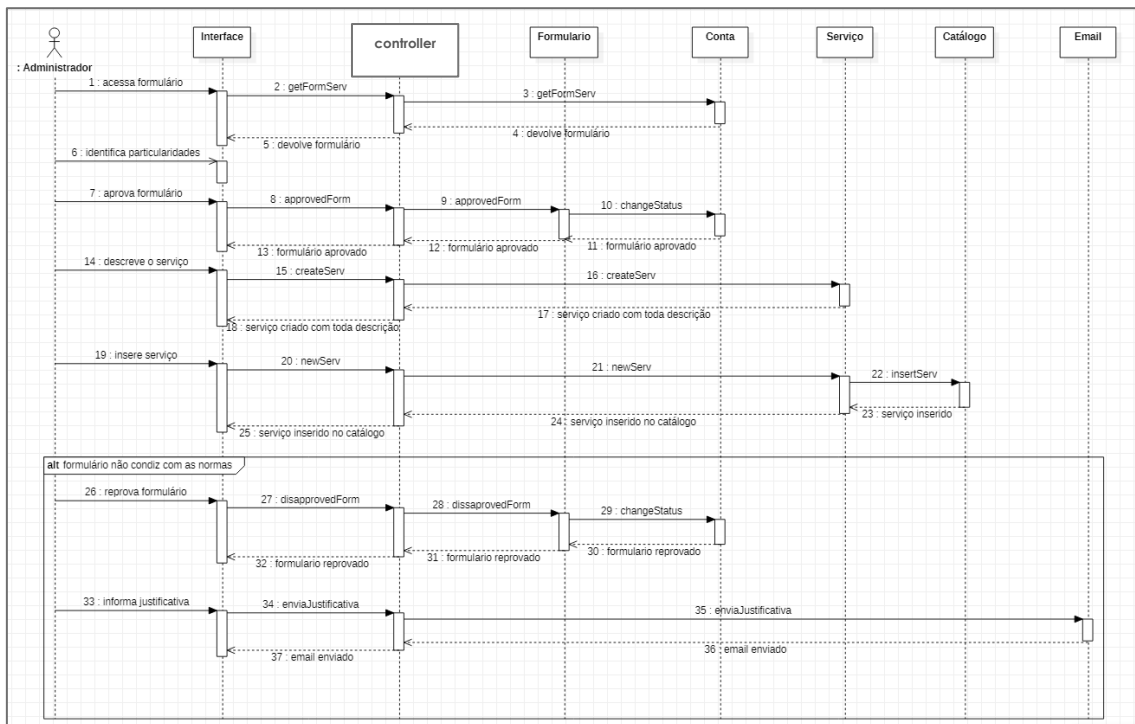 Interface
controller
Formulario
Conta
Serviço
Catálogo
Email
: Administrador
1 : acessa formulário
2 : getFormServ
3 : getFormServ
4 : devolve formulário
5 : devolve formulário
6 : identifica particularidades
7 : aprova formulário
8 : approvedForm
9 : approvedForm
10 : changeStatus
11 : formulário aprovado
12 : formulário aprovado
13 : formulário aprovado
14 : descreve o serviço
15 : createServ
16 : createServ
17 : serviço criado com toda descrição
18 : serviço criado com toda descrição
19 : insere serviço
20 : newServ
21 : newServ
22 : insertServ
23 : serviço inserido
24 : serviço inserido no catálogo
25 : serviço inserido no catálogo
alt formulário não condiz com as normas
26 : reprova formulário
27 : disapprovedForm
28 : dissaprovedForm
29 : changeStatus
30 : formulario reprovado
31 : formulario reprovado
32 : formulario reprovado
33 : informa justificativa
34 : enviaJustificativa
35 : enviaJustificativa
36 : email enviado
37 : email enviado